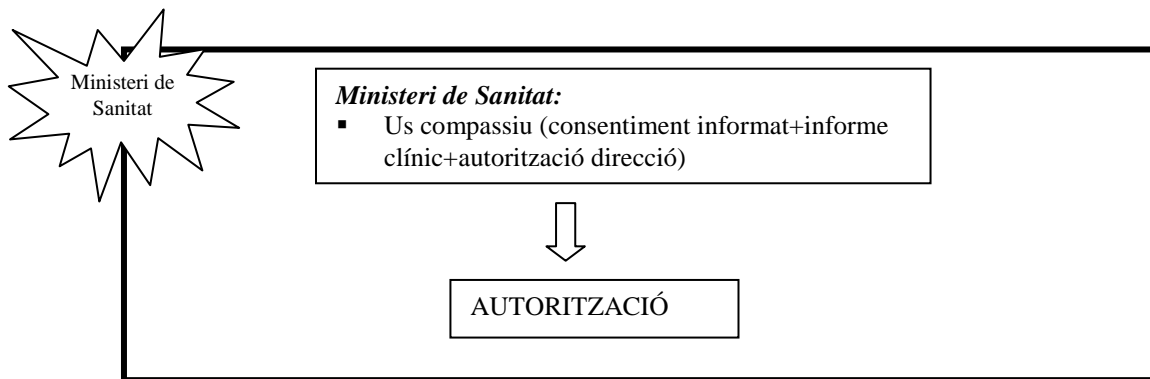 Ministeri de
Sanitat
Ministeri de Sanitat:
▪ Us compassiu (consentiment informat+informe
clínic+autorització direcció)
AUTORITZACIÓ